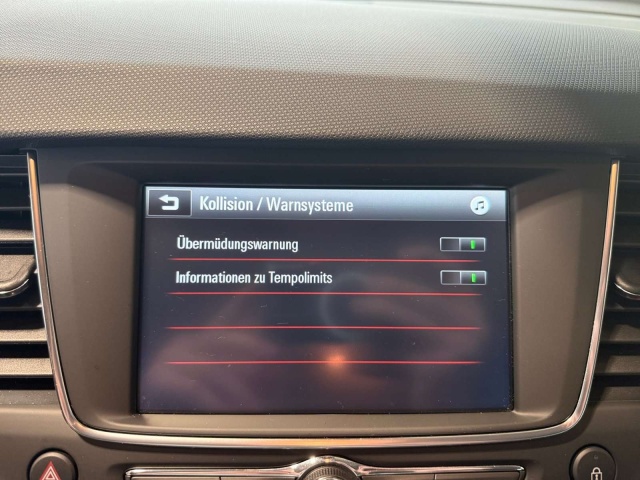 Kollision / Warnsysteme
Übermüdungswarnung
Informationen zu Tempolimits